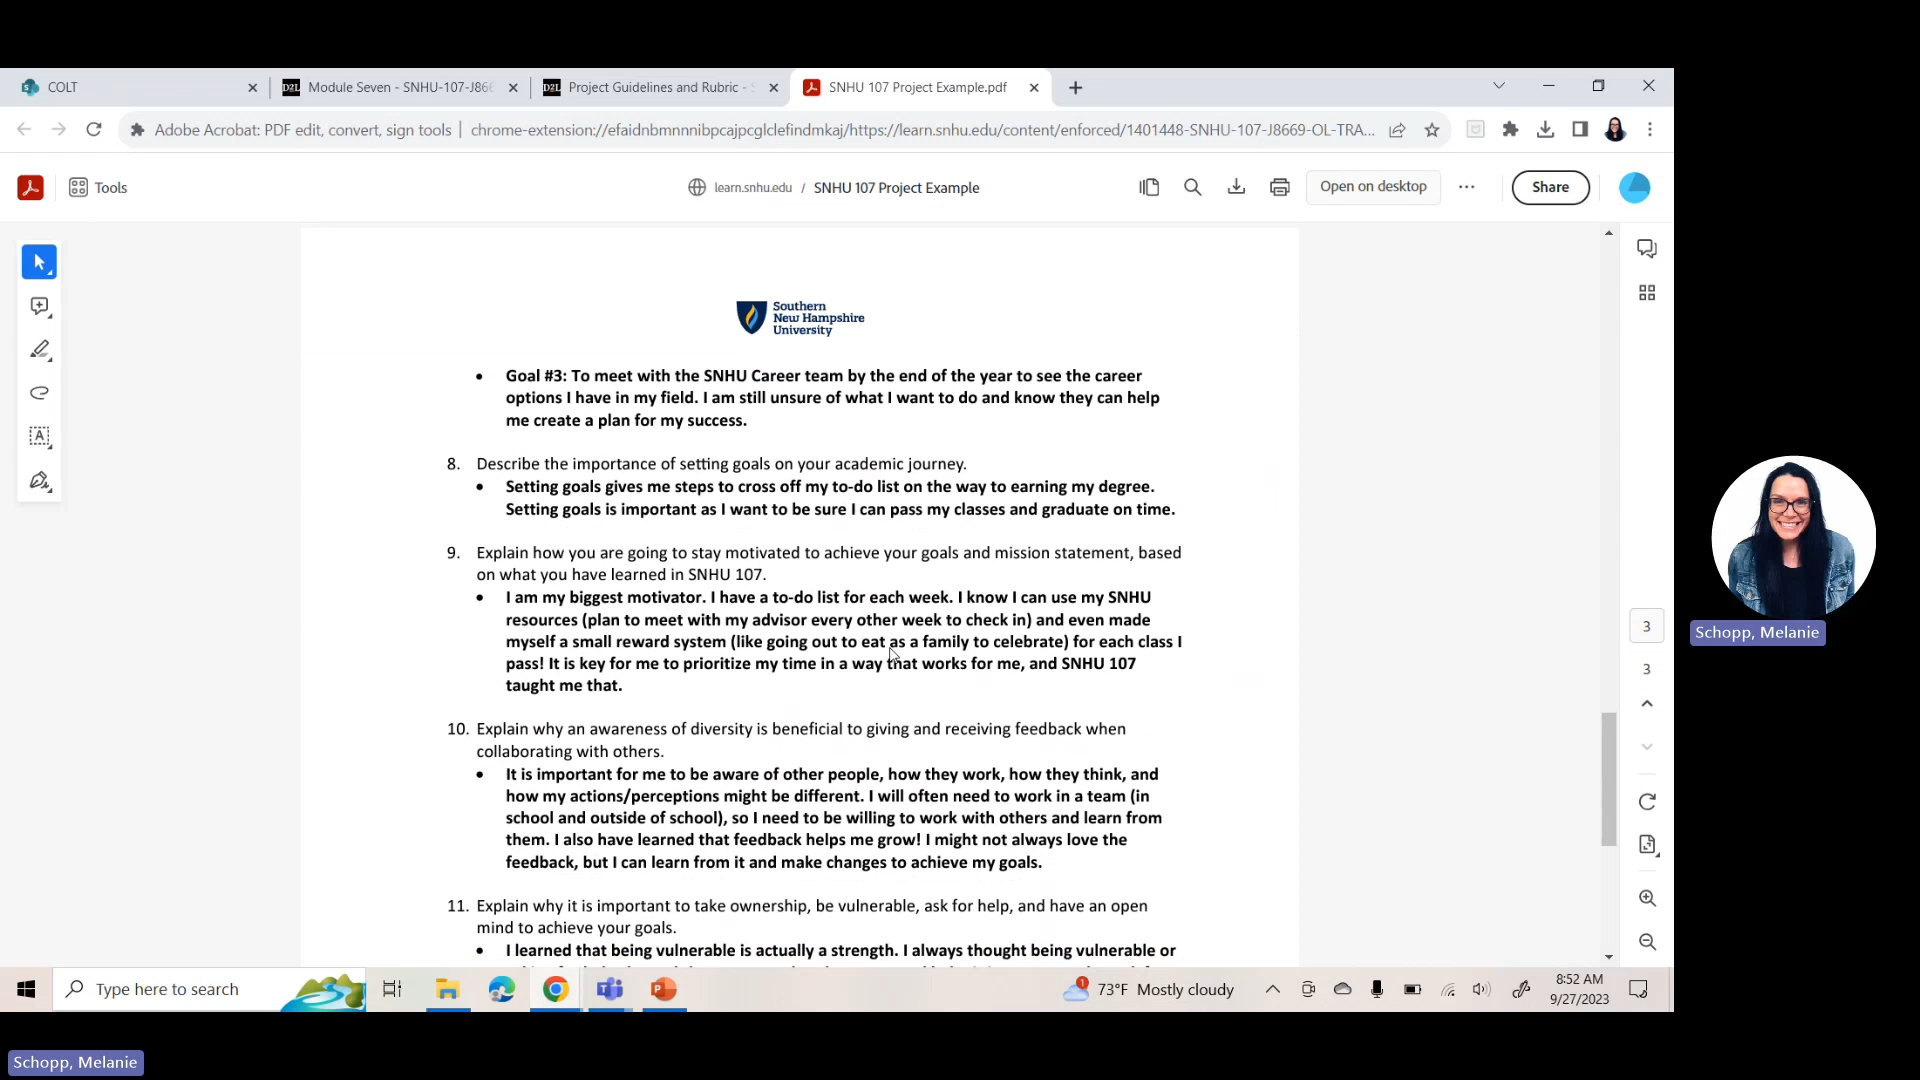 COLT
Module Seven - SNHU-107-J866
Project Guidelines and Rubric -
SNHU 107 Project Example.pdf
Adobe Acrobat: PDF edit, convert, sign tools | chrome-extension://efaidnbmnnnibpcajpcglclefindmkaj/https://learn.snhu.edu/content/enforced/1401448-SNHU-107-J8669-OL-TRA...
Tools
learn.snhu.edu / SNHU 107 Project Example
Open on desktop
Share
Southern
New Hampshire
University
• Goal #3: To meet with the SNHU Career team by the end of the year to see the career
options I have in my field. I am still unsure of what I want to do and know they can help
me create a plan for my success.
8. Describe the importance of setting goals on your academic journey.
• Setting goals gives me steps to cross off my to-do list on the way to earning my degree.
Setting goals is important as I want to be sure I can pass my classes and graduate on time.
9. Explain how you are going to stay motivated to achieve your goals and mission statement, based
on what you have learned in SNHU 107.
• I am my biggest motivator. I have a to-do list for each week. I know I can use my SNHU
resources (plan to meet with my advisor every other week to check in) and even made
myself a small reward system (like going out to eat as a family to celebrate) for each class I
pass! It is key for me to prioritize my time in a way that works for me, and SNHU 107
taught me that.
10. Explain why an awareness of diversity is beneficial to giving and receiving feedback when
collaborating with others.
• It is important for me to be aware of other people, how they work, how they think, and
how my actions/perceptions might be different. I will often need to work in a team (in
school and outside of school), so I need to be willing to work with others and learn from
them. I also have learned that feedback helps me grow! I might not always love the
feedback, but I can learn from it and make changes to achieve my goals.
11. Explain why it is important to take ownership, be vulnerable, ask for help, and have an open
mind to achieve your goals.
• I learned that being vulnerable is actually a strength. I always thought being vulnerable or
3
3
Schopp, Melanie
Type here to search
1
73°F Mostly cloudy
8:52 AM
9/27/2023
Schopp, Melanie